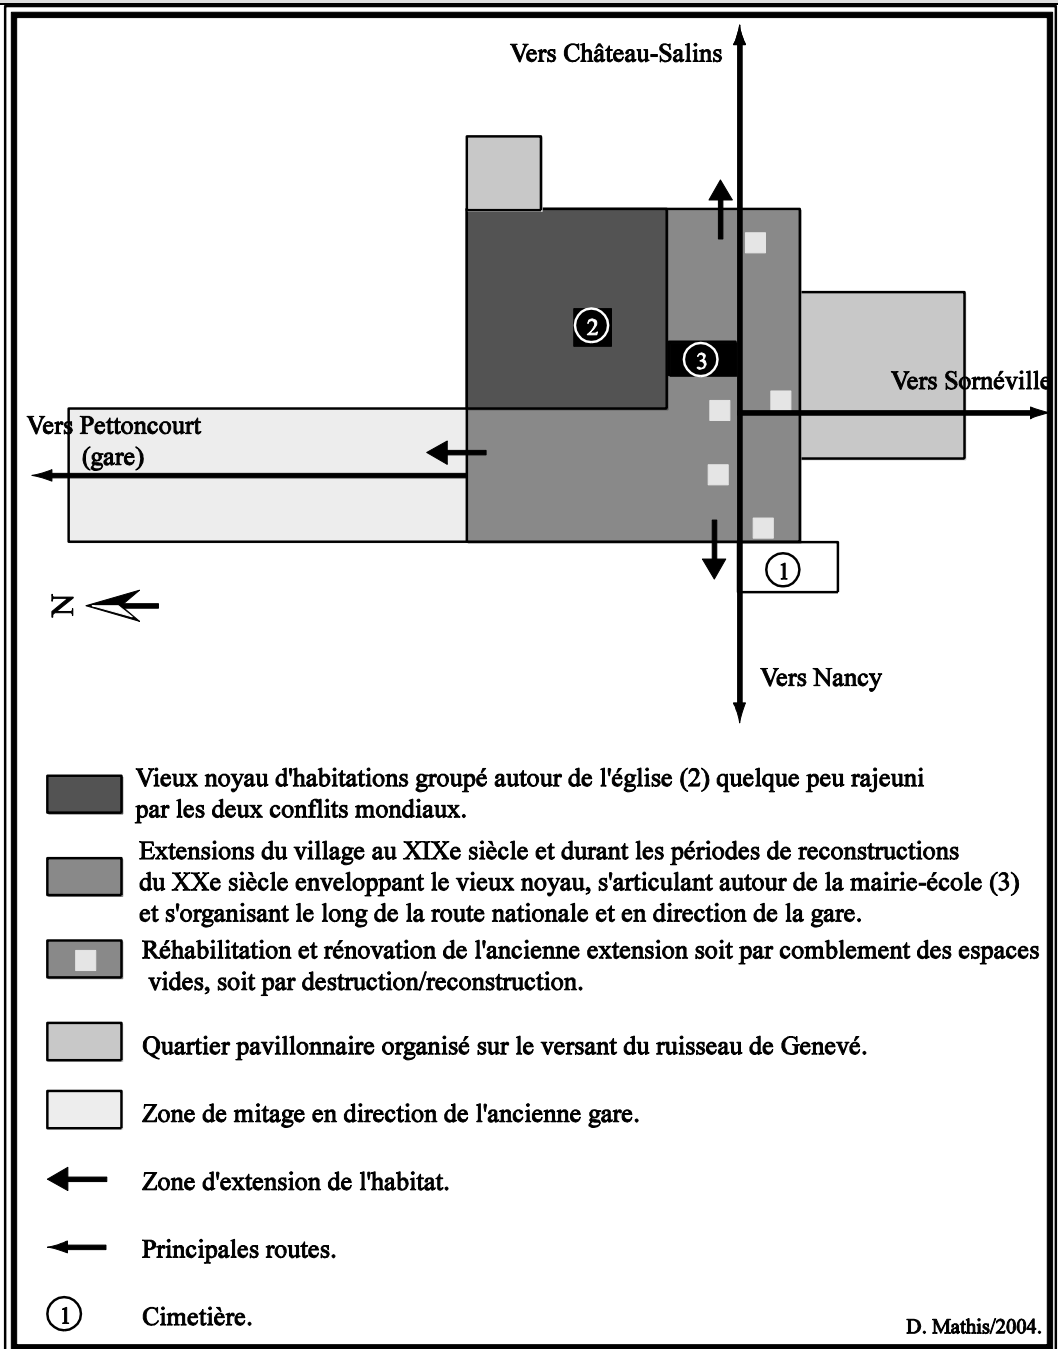 Vers Château-Salins
2
3
Vers Sornéville
Vers Pettoncourt
(gare)
1
N
Vers Nancy
Vieux noyau d'habitations groupé autour de l'église (2) quelque peu rajeuni
par les deux conflits mondiaux.
Extensions du village au XIXe siècle et durant les périodes de reconstructions
du XXe siècle enveloppant le vieux noyau, s'articulant autour de la mairie-école (3)
et s'organisant le long de la route nationale et en direction de la gare.
Réhabilitation et rénovation de l'ancienne extension soit par comblement des espaces
vides, soit par destruction/reconstruction.
Quartier pavillonnaire organisé sur le versant du ruisseau de Genevé.
Zone de mitage en direction de l'ancienne gare.
Zone d'extension de l'habitat.
Principales routes.
1 Cimetière.
D. Mathis/2004.